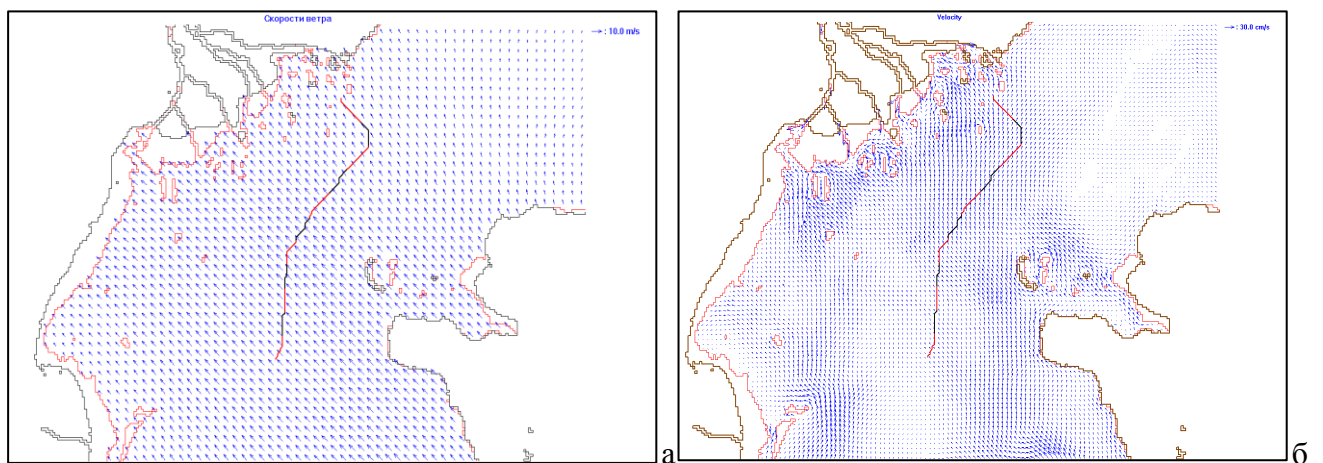 Скорости ветра
: 10.0 m/s
а
Velocity
: 30.0 cm/s
б